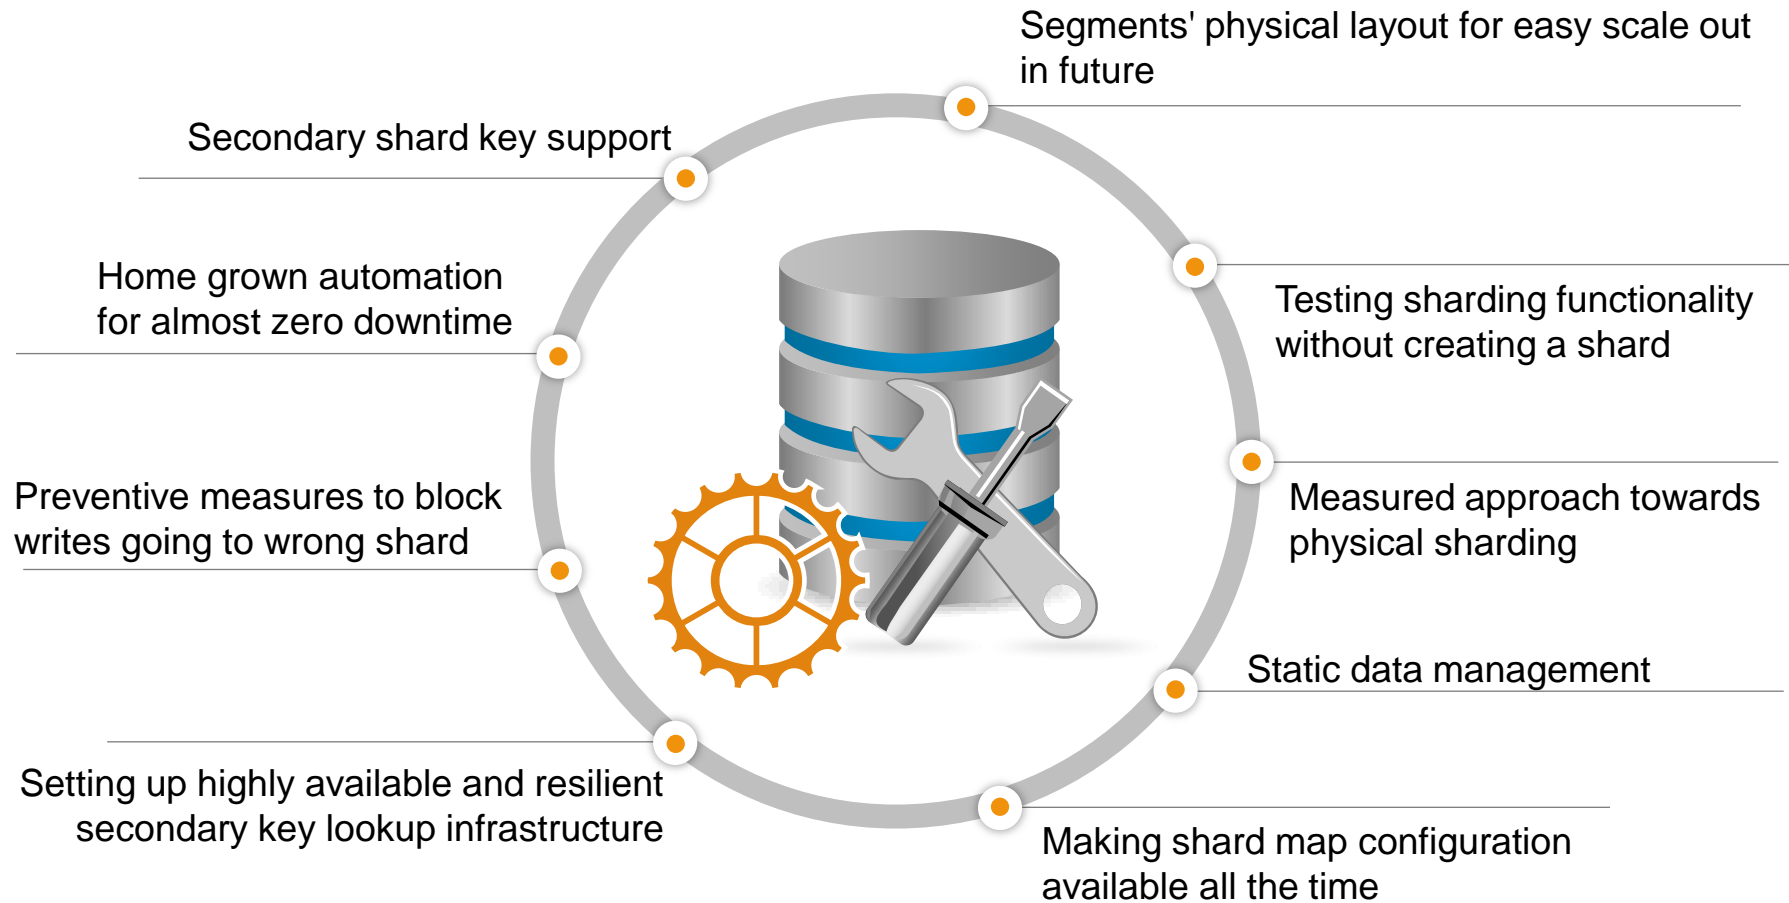 Segments' physical layout for easy scale out
in future
Secondary shard key support
Home grown automation
for almost zero downtime
Testing sharding functionality
without creating a shard
Preventive measures to block
writes going to wrong shard
Measured approach towards
physical sharding
Static data management
Setting up highly available and resilient
secondary key lookup infrastructure
Making shard map configuration
available all the time